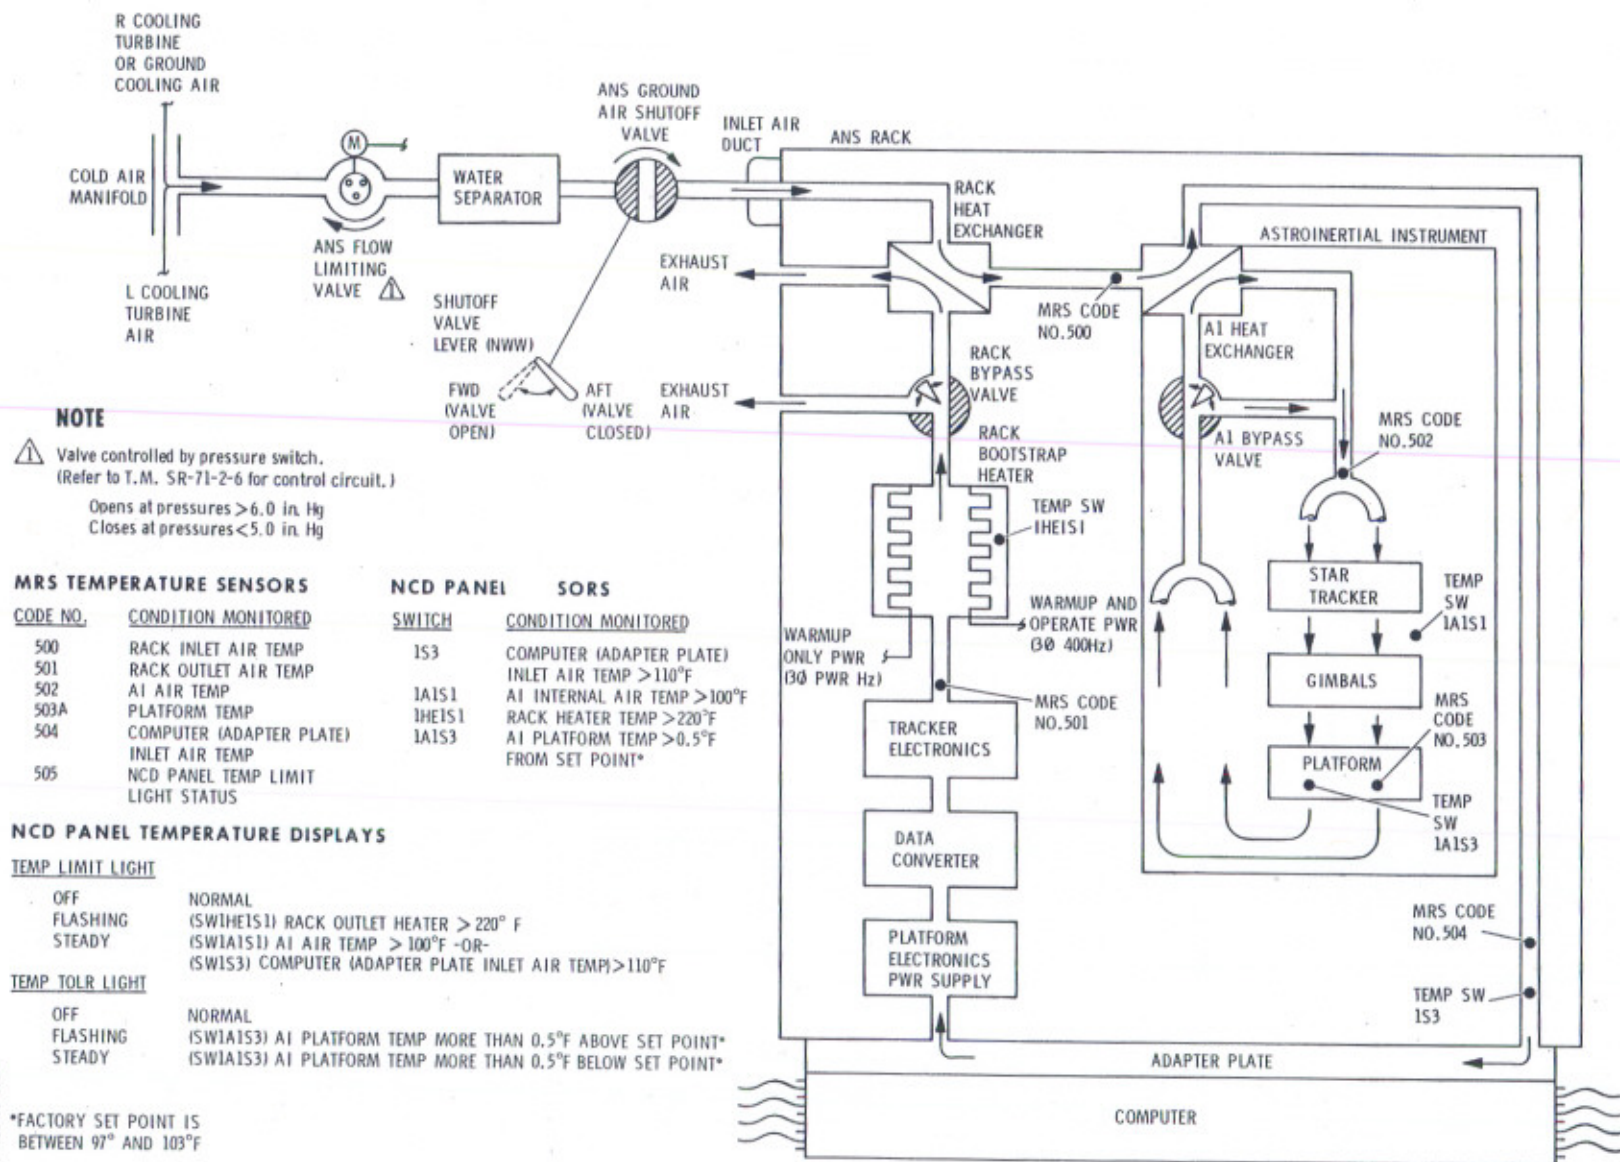 R COOLING
TURBINE
OR GROUND
COOLING AIR
COLD AIR
MANIFOLD
L COOLING
TURBINE
AIR
M
ANS FLOW
LIMITING
VALVE 1
WATER
SEPARATOR
ANS GROUND
AIR SHUTOFF
VALVE
SHUTOFF
VALVE
LEVER (NWW)
FWD
(VALVE
OPEN)
AFT
(VALVE
CLOSED)
INLET AIR
DUCT
ANS RACK
EXHAUST
AIR
EXHAUST
AIR
RACK
HEAT
EXCHANGER
MRS CODE
NO.500
RACK
BYPASS
VALVE
RACK
BOOTSTRAP
HEATER
TEMP SW
1HE1S1
WARMUP
ONLY PWR
(3Ø PWR Hz)
WARMUP AND
OPERATE PWR
(3Ø 400Hz)
MRS CODE
NO.501
TRACKER
ELECTRONICS
DATA
CONVERTER
PLATFORM
ELECTRONICS
PWR SUPPLY
ASTROINERTIAL INSTRUMENT
A1 HEAT
EXCHANGER
A1 BYPASS
VALVE
MRS CODE
NO.502
STAR
TRACKER
TEMP
SW
1A1S1
GIMBALS
MRS
CODE
NO.503
PLATFORM
TEMP
SW
1A1S3
MRS CODE
NO.504
TEMP SW
1S3
ADAPTER PLATE
COMPUTER
NOTE
1 Valve controlled by pressure switch.
(Refer to T.M. SR-71-2-6 for control circuit.)
Opens at pressures >6.0 in. Hg
Closes at pressures <5.0 in Hg
MRS TEMPERATURE SENSORS
CODE NO. CONDITION MONITORED
500 RACK INLET AIR TEMP
501 RACK OUTLET AIR TEMP
502 AI AIR TEMP
503A PLATFORM TEMP
504 COMPUTER (ADAPTER PLATE)
INLET AIR TEMP
505 NCD PANEL TEMP LIMIT
LIGHT STATUS
NCD PANEL SORS
SWITCH CONDITION MONITORED
1S3 COMPUTER (ADAPTER PLATE)
INLET AIR TEMP >110°F
1A1S1 AI INTERNAL AIR TEMP >100°F
1HE1S1 RACK HEATER TEMP >220°F
1A1S3 AI PLATFORM TEMP >0.5°F
FROM SET POINT*
NCD PANEL TEMPERATURE DISPLAYS
TEMP LIMIT LIGHT
OFF NORMAL
FLASHING (SW1HE1S1) RACK OUTLET HEATER > 220° F
STEADY (SW1A1S1) AI AIR TEMP > 100°F -OR-
(SW1S3) COMPUTER (ADAPTER PLATE INLET AIR TEMP)>110°F
TEMP TOLR LIGHT
OFF NORMAL
FLASHING (SW1A1S3) AI PLATFORM TEMP MORE THAN 0.5°F ABOVE SET POINT*
STEADY (SW1A1S3) AI PLATFORM TEMP MORE THAN 0.5°F BELOW SET POINT*
*FACTORY SET POINT IS
BETWEEN 97° AND 103°F